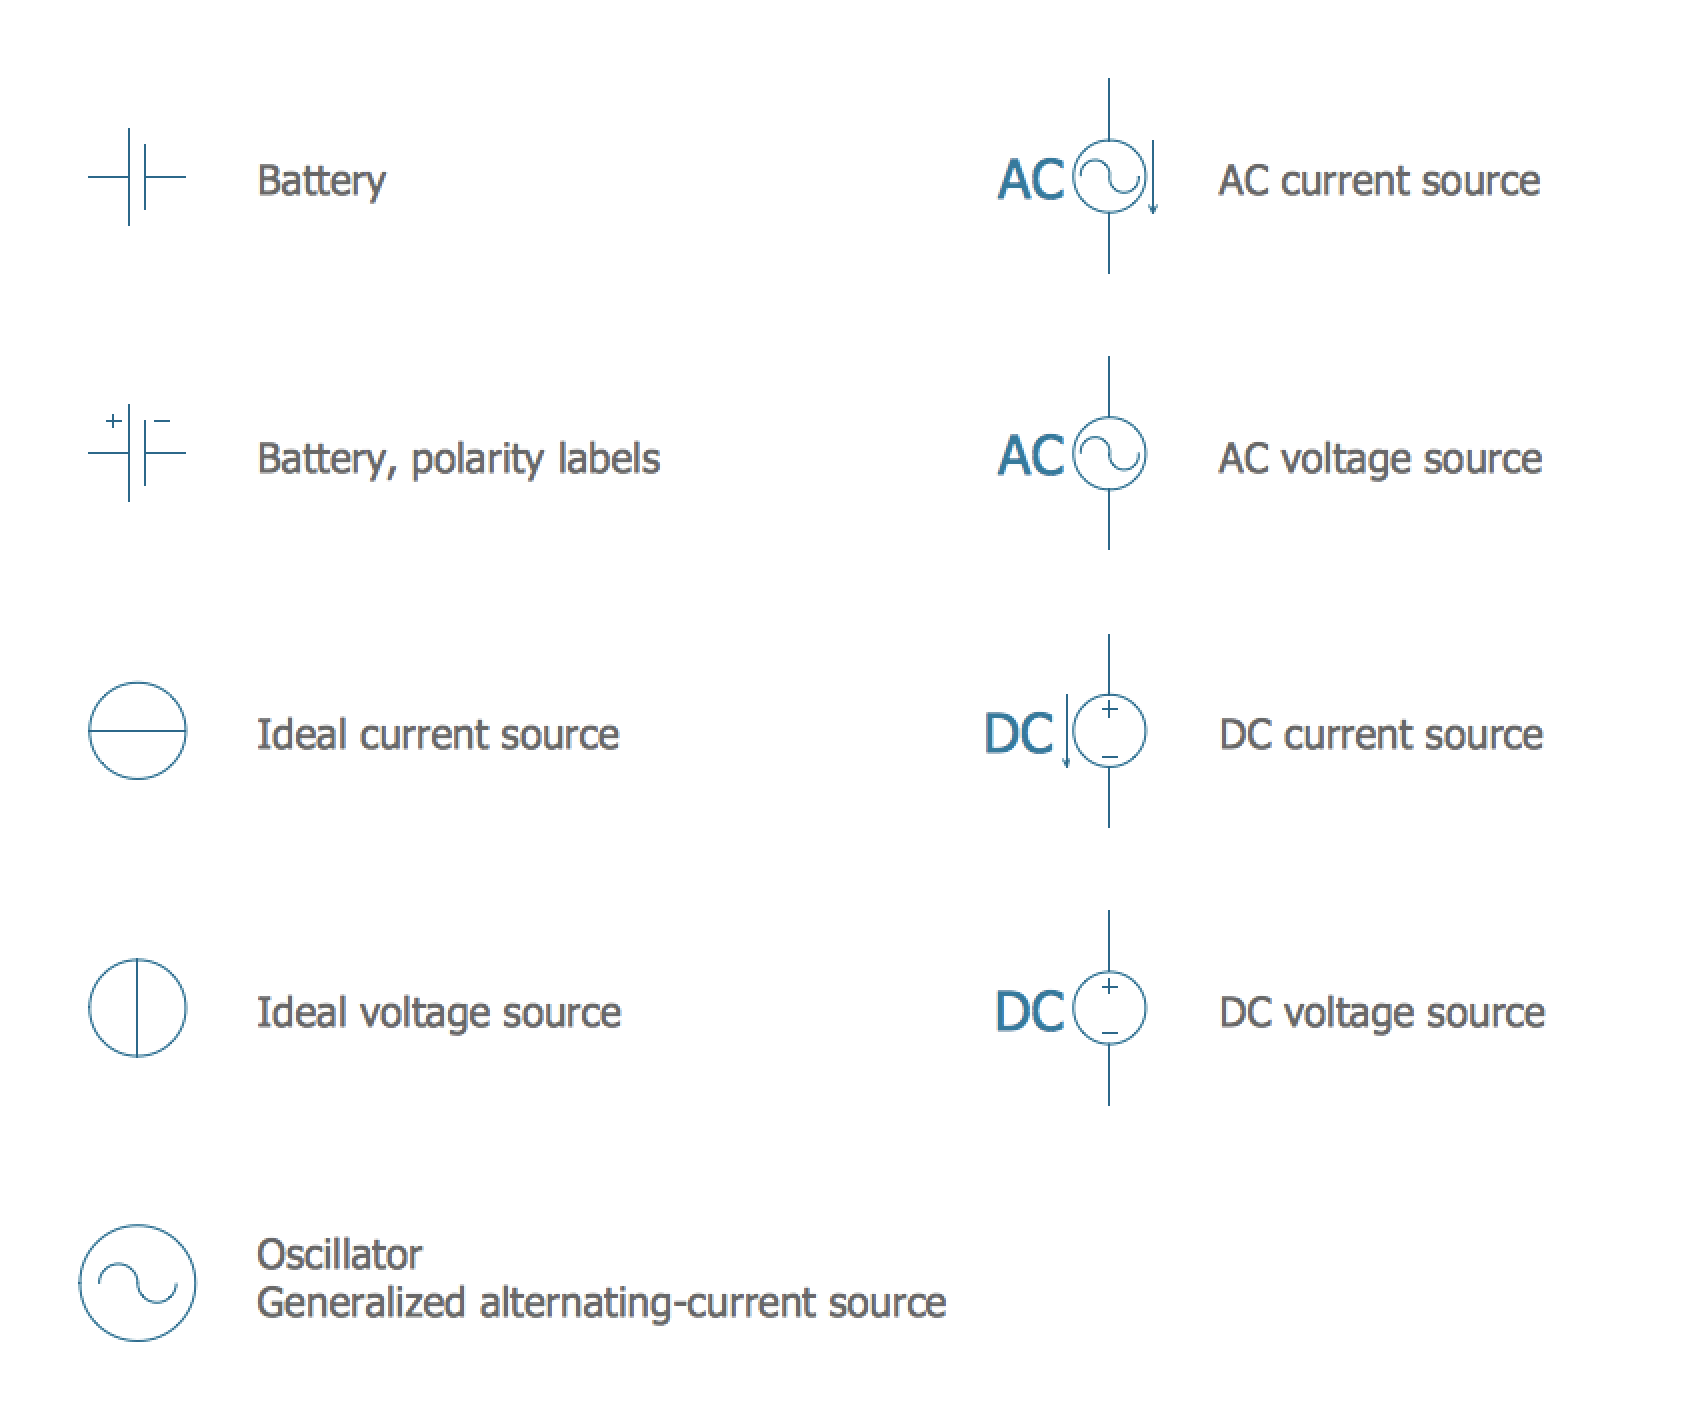 Battery
+ −
Battery, polarity labels
Ideal current source
Ideal voltage source
Oscillator
Generalized alternating-current source
AC
AC current source
AC
AC voltage source
DC
+
−
DC current source
DC
+
−
DC voltage source